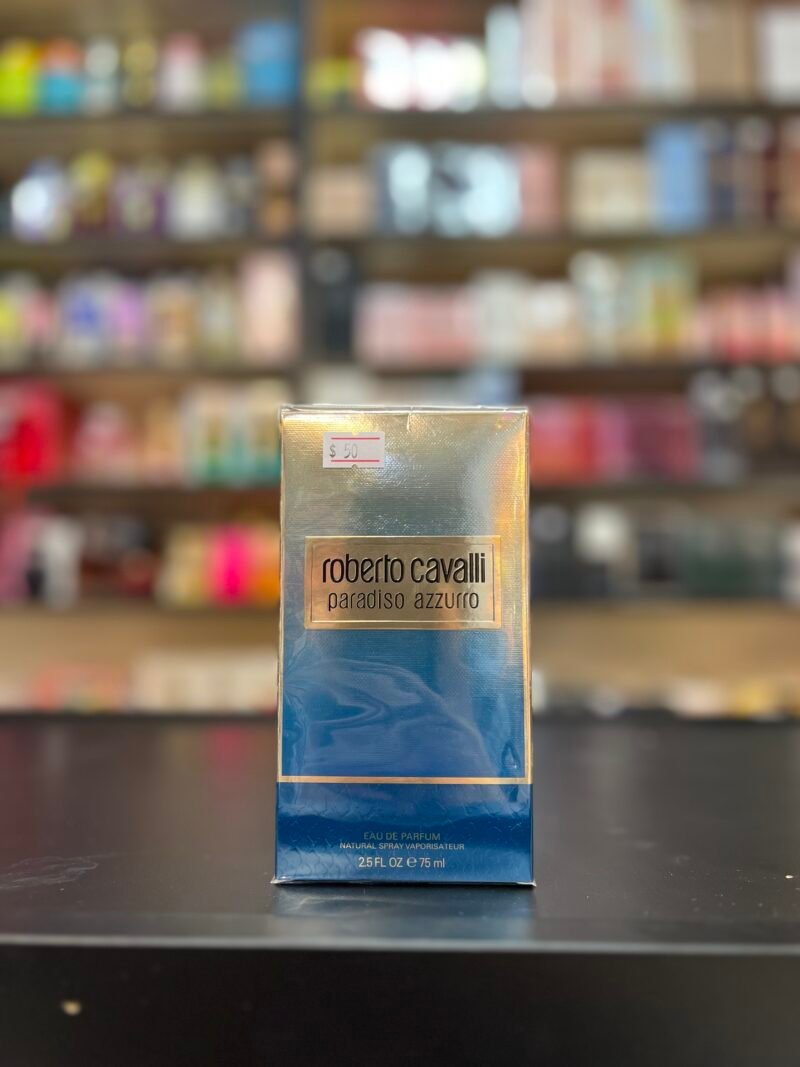 $ 50
roberto cavalli
paradiso azzurro
EAU DE PARFUM
NATURAL SPRAY VAPORISATEUR
2.5 FL OZ ℮ 75 ml